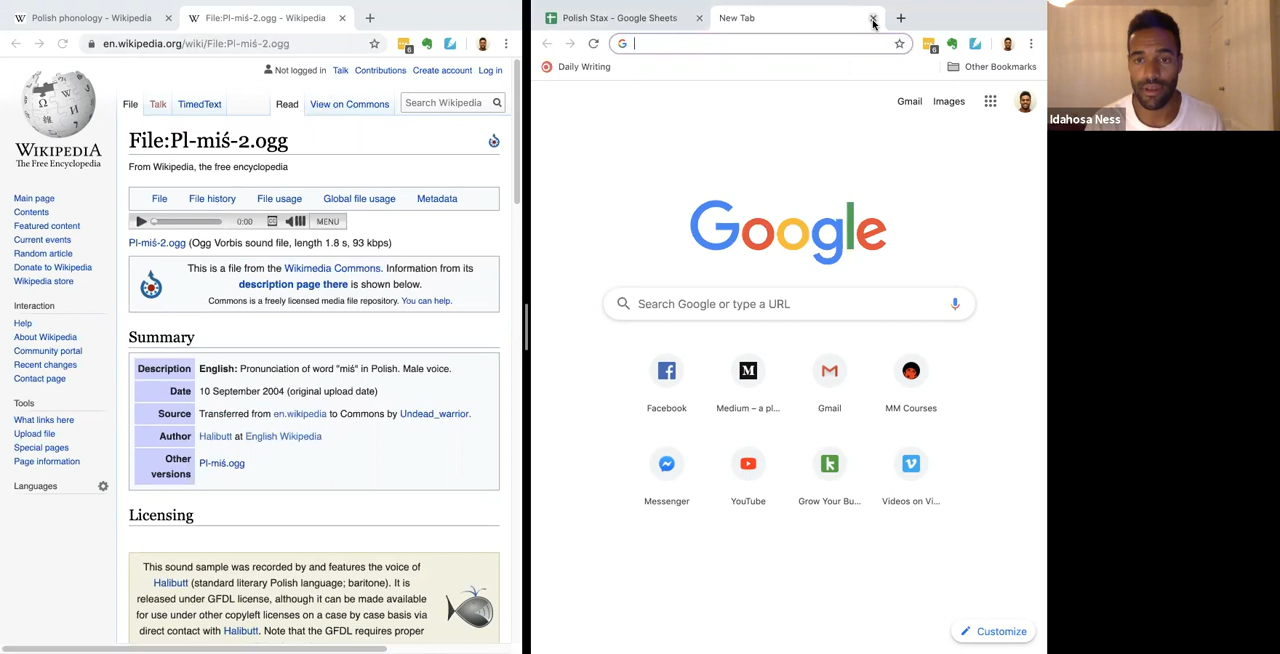 Polish phonology - Wikipedia
File:Pl-miś-2.ogg - Wikipedia
en.wikipedia.org/wiki/File:Pl-miś-2.ogg
6
Not logged in Talk Contributions Create account Log in
File Talk TimedText Read View on Commons Search Wikipedia
WIKIPEDIA
The Free Encyclopedia
Main page
Contents
Featured content
Current events
Random article
Donate to Wikipedia
Wikipedia store
Interaction
Help
About Wikipedia
Community portal
Recent changes
Contact page
Tools
What links here
Upload file
Special pages
Page information
Languages
File:Pl-miś-2.ogg
From Wikipedia, the free encyclopedia
File File history File usage Global file usage Metadata
0:00 CC MENU
Pl-miś-2.ogg (Ogg Vorbis sound file, length 1.8 s, 93 kbps)
This is a file from the Wikimedia Commons. Information from its
description page there is shown below.
Commons is a freely licensed media file repository. You can help.
Summary
Description English: Pronunciation of word "miś" in Polish. Male voice.
Date 10 September 2004 (original upload date)
Source Transferred from en.wikipedia to Commons by Undead_warrior.
Author Halibutt at English Wikipedia
Other
versions
Pl-miś.ogg
Licensing
This sound sample was recorded by and features the voice of
Halibutt (standard literary Polish language; baritone). It is
released under GFDL license, although it can be made available
for use under other copyleft licenses on a case by case basis via
direct contact with Halibutt. Note that the GFDL requires proper
Polish Stax - Google Sheets
New Tab
6
Daily Writing
Other Bookmarks
Gmail Images
Google
Search Google or type a URL
Facebook
Medium – a pl...
Gmail
MM Courses
Messenger
YouTube
Grow Your Bu...
Videos on Vi...
Customize
Idahosa Ness